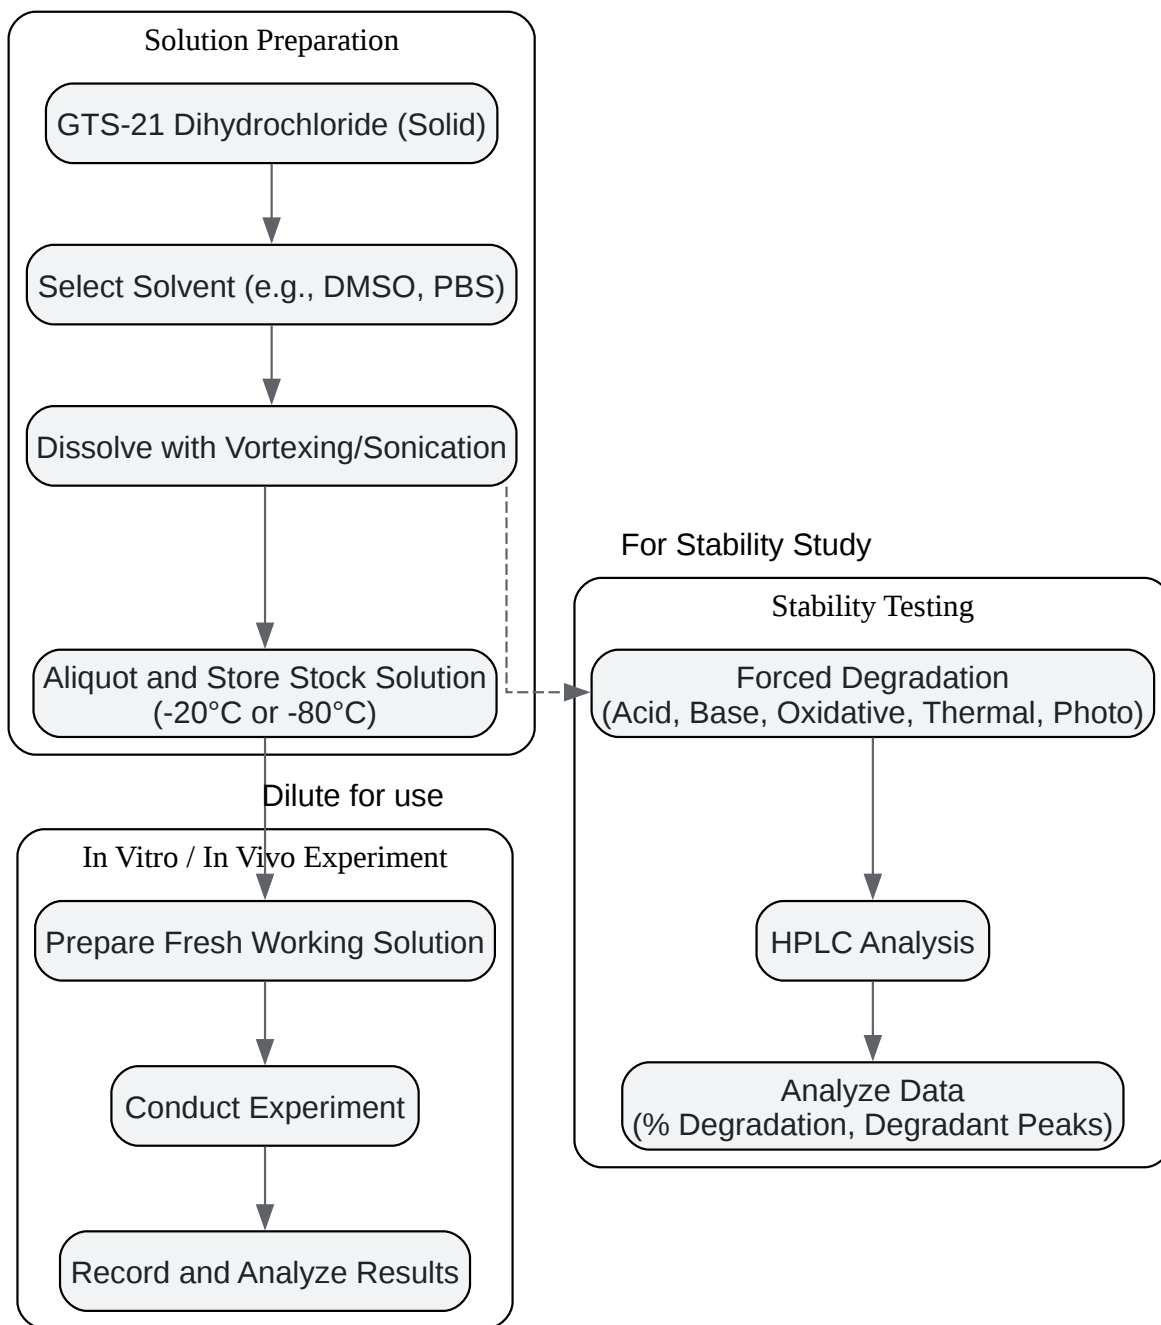 Solution Preparation
GTS-21 Dihydrochloride (Solid)
Select Solvent (e.g., DMSO, PBS)
Dissolve with Vortexing/Sonication
Aliquot and Store Stock Solution
(-20°C or -80°C)
Dilute for use
In Vitro / In Vivo Experiment
Prepare Fresh Working Solution
Conduct Experiment
Record and Analyze Results
For Stability Study
Stability Testing
Forced Degradation
(Acid, Base, Oxidative, Thermal, Photo)
HPLC Analysis
Analyze Data
(% Degradation, Degradant Peaks)